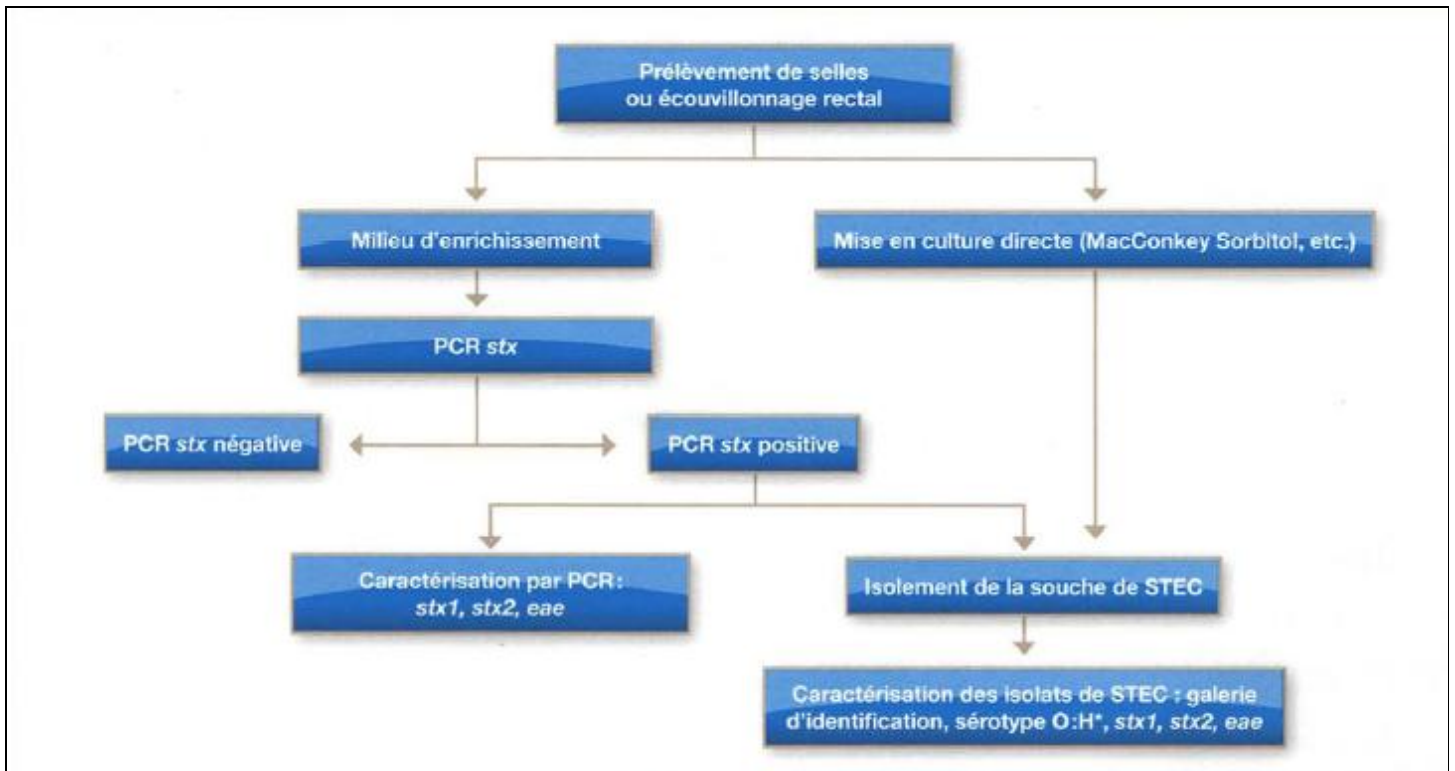 Prélèvement de selles
ou écouvillonnage rectal
Milieu d'enrichissement
Mise en culture directe (MacConkey Sorbitol, etc.)
PCR stx
PCR stx négative
PCR stx positive
Caractérisation par PCR :
stx1, stx2, eae
Isolement de la souche de STEC
Caractérisation des isolats de STEC : galerie
d'identification, sérotype O:H*, stx1, stx2, eae